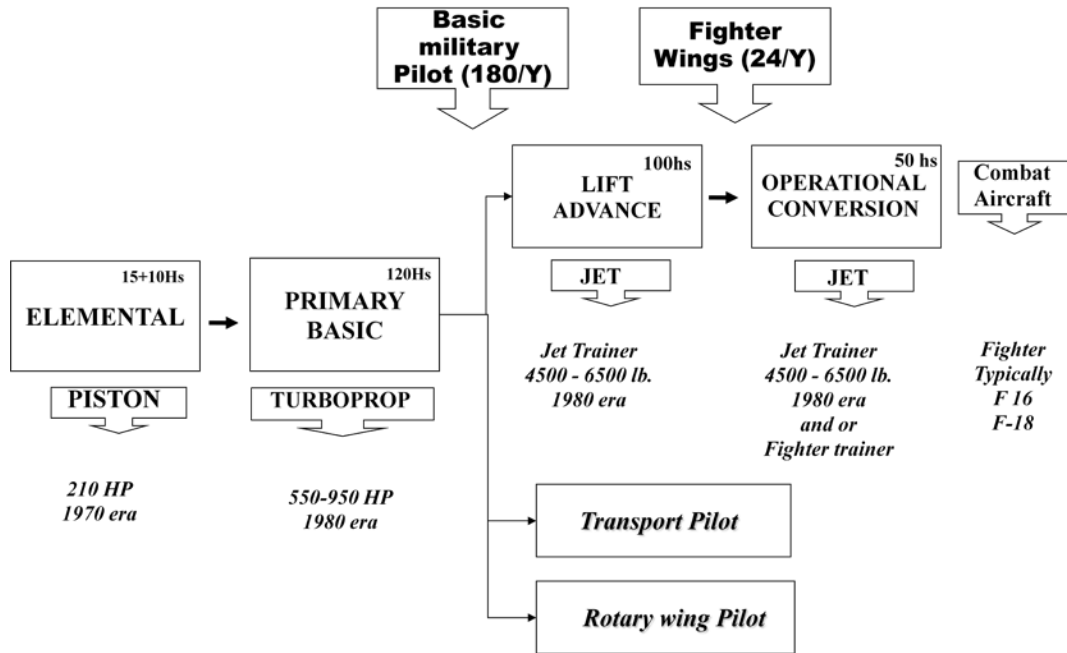 Basic
military
Pilot (180/Y)
Fighter
Wings (24/Y)
100hs
LIFT
ADVANCE
50 hs
OPERATIONAL
CONVERSION
Combat
Aircraft
15+10Hs
ELEMENTAL
120Hs
PRIMARY
BASIC
JET
JET
PISTON
TURBOPROP
Jet Trainer
4500 - 6500 lb.
1980 era
Jet Trainer
4500 - 6500 lb.
1980 era
and or
Fighter trainer
Fighter
Typically
F 16
F-18
210 HP
1970 era
550-950 HP
1980 era
Transport Pilot
Rotary wing Pilot